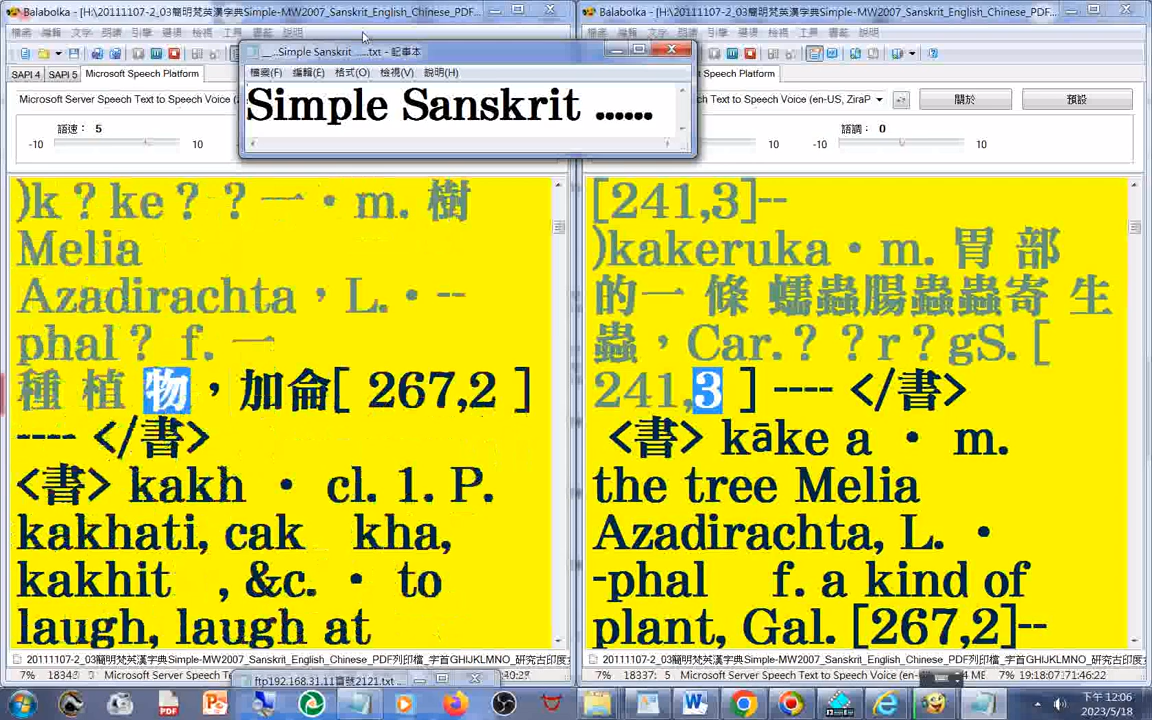 Balabolka - [H:\20111107-2_03簡明梵英漢字典Simple-MW2007_Sanskrit_English_Chinese_PDF...
Balabolka - [H:\20111107-2_03簡明梵英漢字典Simple-MW2007_Sanskrit_English_Chinese_PDF...
__...Simple Sanskrit ......txt - 記事本
檔案(F) 編輯(E) 格式(O) 檢視(V) 說明(H)
Simple Sanskrit ......
SAPI 4 SAPI 5 Microsoft Speech Platform
Microsoft Server Speech Text to Speech Voice (
語速： 5
-10 10
Speech Platform
ch Text to Speech Voice (en-US, ZiraP
關於 預設
語調： 0
10 -10 10
)k ? ke ? ? 一・m. 樹
Melia
Azadirachta，L.・--
phal ? f. 一
種 植 物，加侖[ 267,2 ]
---- </書>
<書> kakh ・ cl. 1. P.
kakhati, cak kha,
kakhit , &c. ・ to
laugh, laugh at
[241,3]--
)kakeruka・m. 胃 部
的一 條 蠕蟲腸蟲蟲寄 生
蟲，Car. ? ? r ? gS. [
241,3 ] ---- </書>
<書> kāke a ・ m.
the tree Melia
Azadirachta, L. ・
-phal f. a kind of
plant, Gal. [267,2]--
20111107-2_03簡明梵英漢字典Simple-MW2007_Sanskrit_English_Chinese_PDF列印檔_字首GHIJKLMNO_研究古印度
20111107-2_03簡明梵英漢字典Simple-MW2007_Sanskrit_English_Chinese_PDF列印檔_字首GHIJKLMNO_研究古印度
7%
ftp192.168.31.11
7% 18337: 5 Microsoft Speech Platform
7% 19:18:07
下午 12:06
2023/5/18